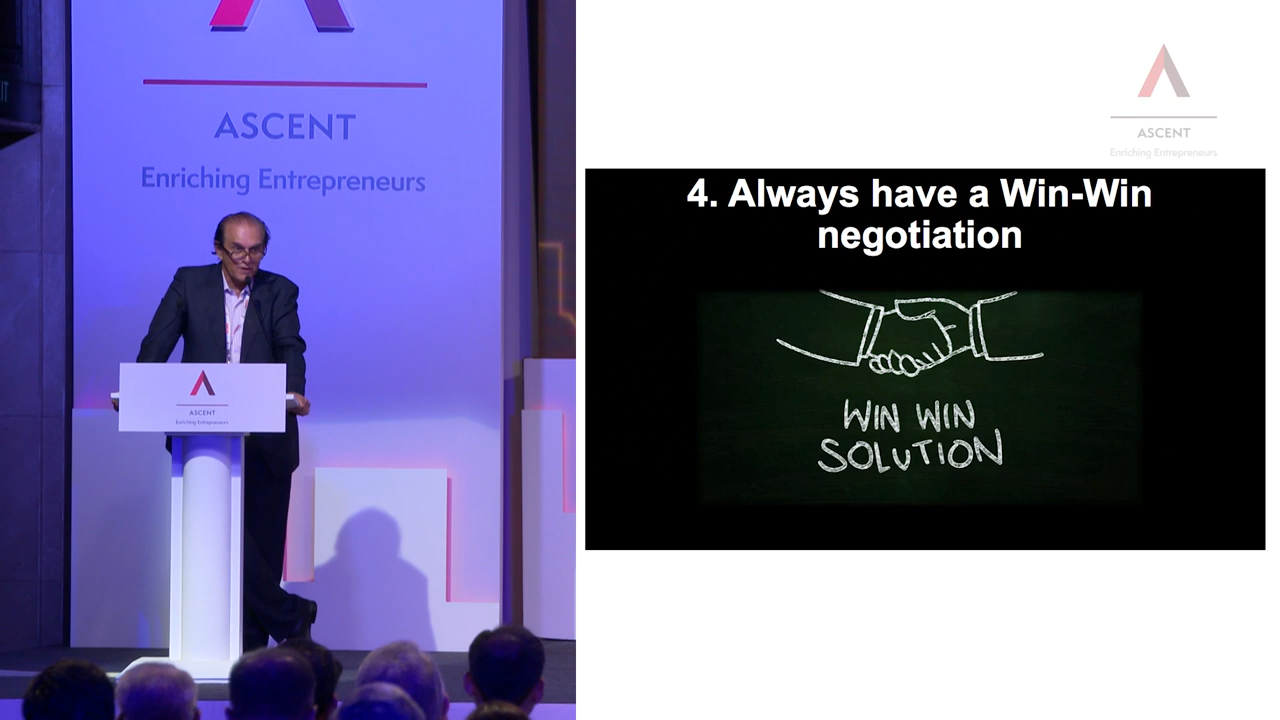 ASCENT
Enriching Entrepreneurs
ASCENT
Enriching Entrepreneurs
ASCENT
Enriching Entrepreneurs
4. Always have a Win-Win
negotiation
WIN WIN
SOLUTION